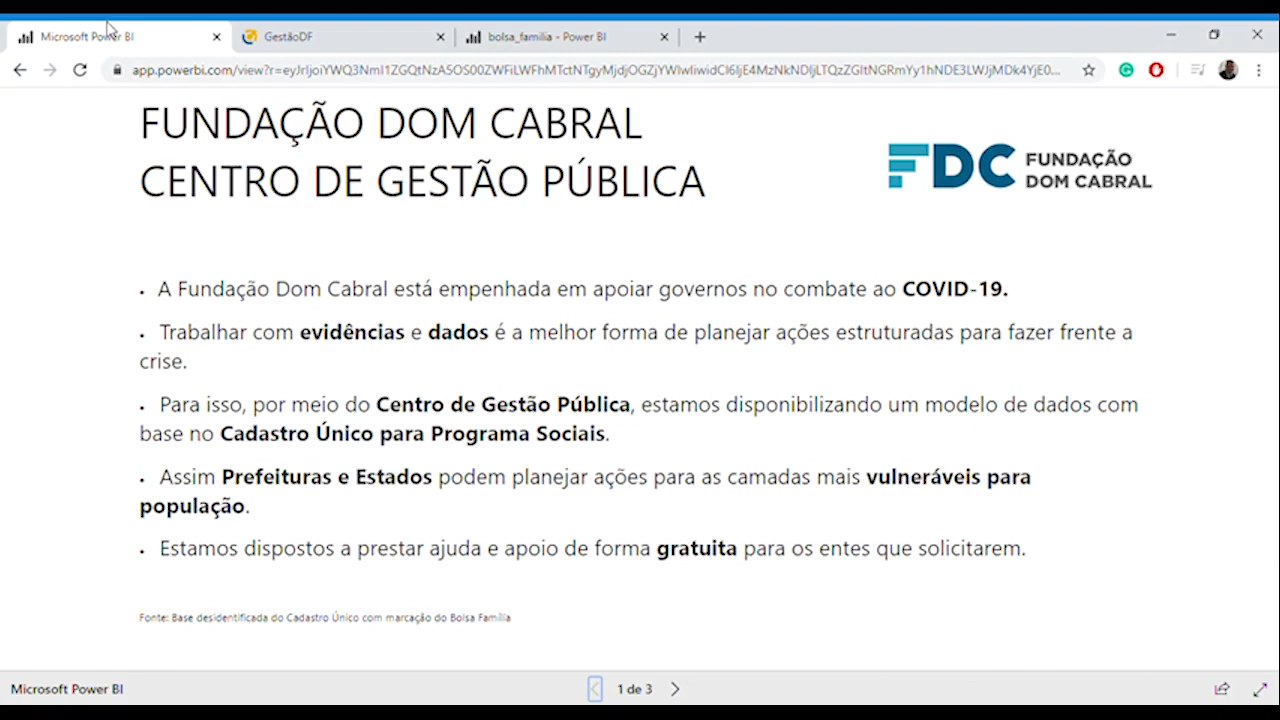 Microsoft Power BI
GestãoDF
bolsa_familia - Power BI
FUNDAÇÃO DOM CABRAL
CENTRO DE GESTÃO PÚBLICA
FDC FUNDAÇÃO
DOM CABRAL
• A Fundação Dom Cabral está empenhada em apoiar governos no combate ao COVID-19.
• Trabalhar com evidências e dados é a melhor forma de planejar ações estruturadas para fazer frente a
crise.
• Para isso, por meio do Centro de Gestão Pública, estamos disponibilizando um modelo de dados com
base no Cadastro Único para Programa Sociais.
• Assim Prefeituras e Estados podem planejar ações para as camadas mais vulneráveis para
população.
• Estamos dispostos a prestar ajuda e apoio de forma gratuita para os entes que solicitarem.
Fonte: Base desidentificada do Cadastro Único com marcação do Bolsa Família
Microsoft Power BI
1 de 3